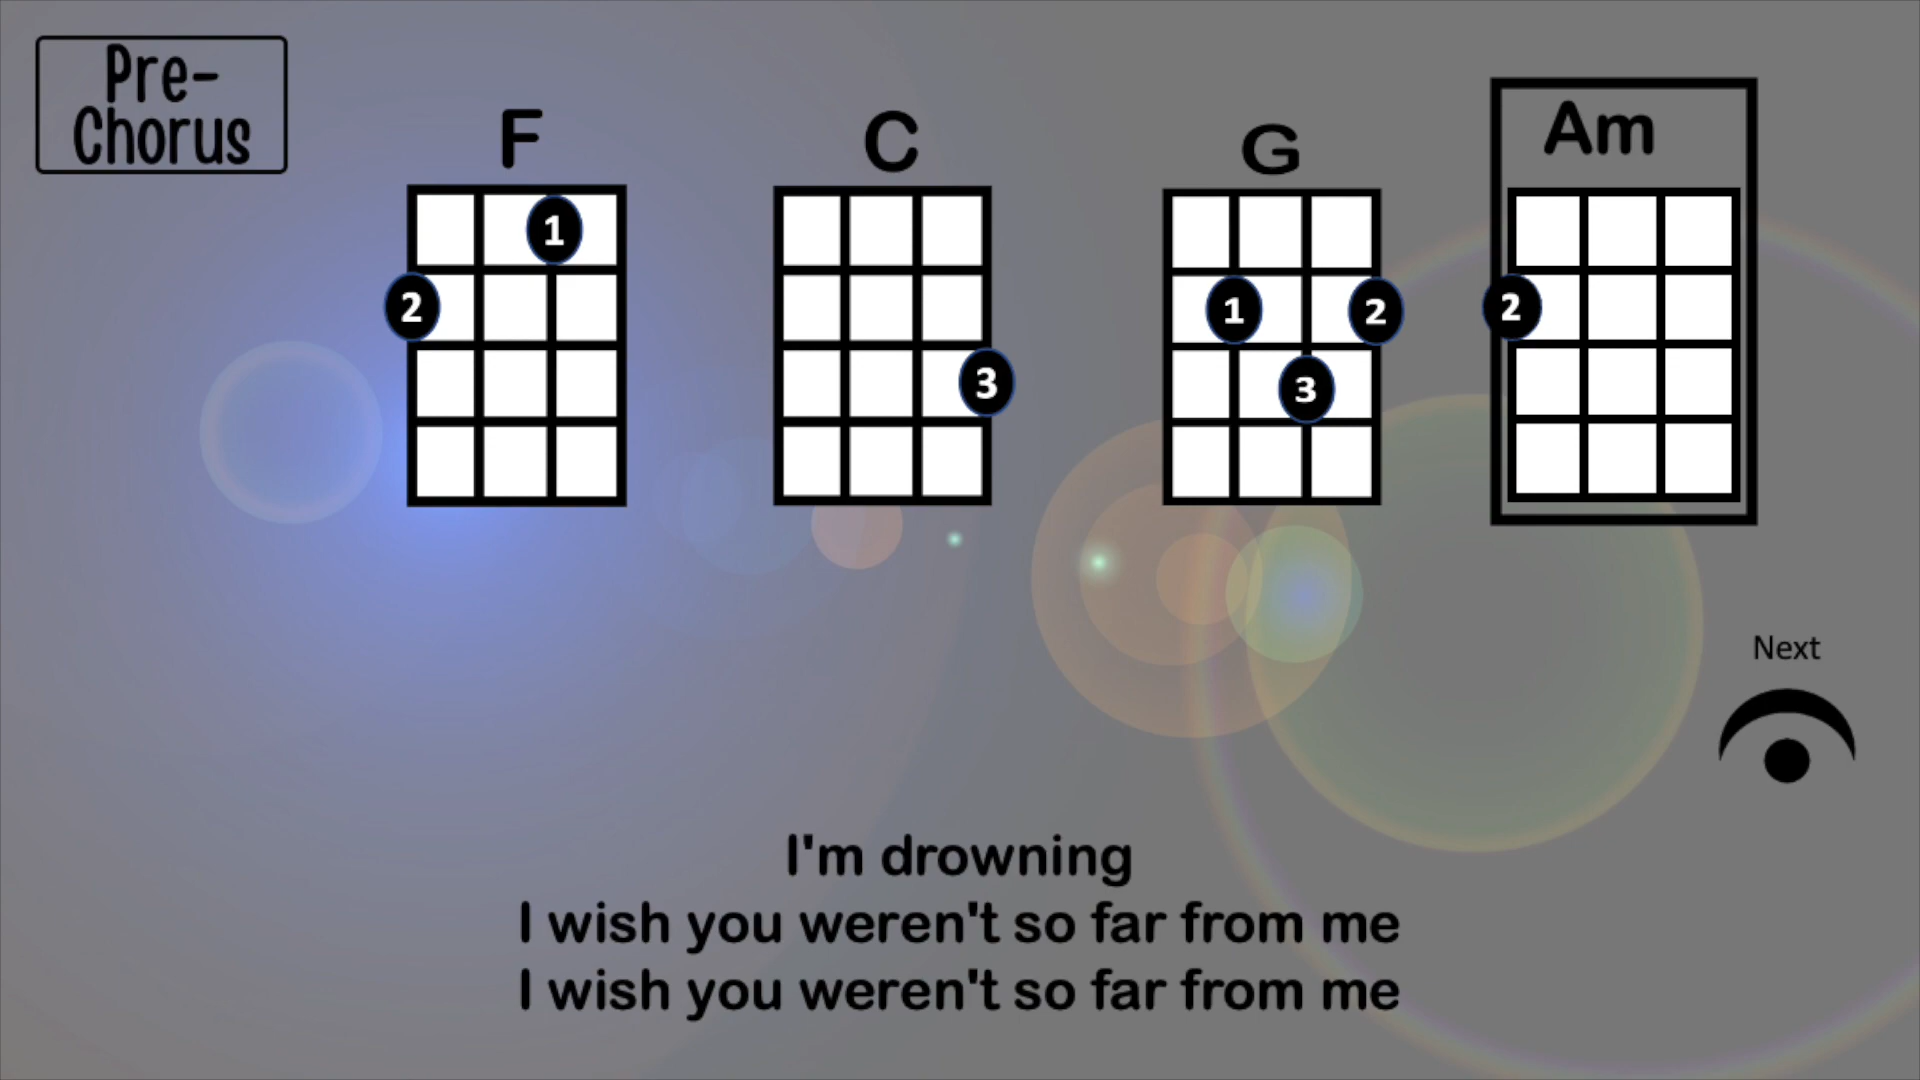 Pre-
Chorus
F
C
G
Am
1
2
3
1
2
3
2
Next
I'm drowning
I wish you weren't so far from me
I wish you weren't so far from me